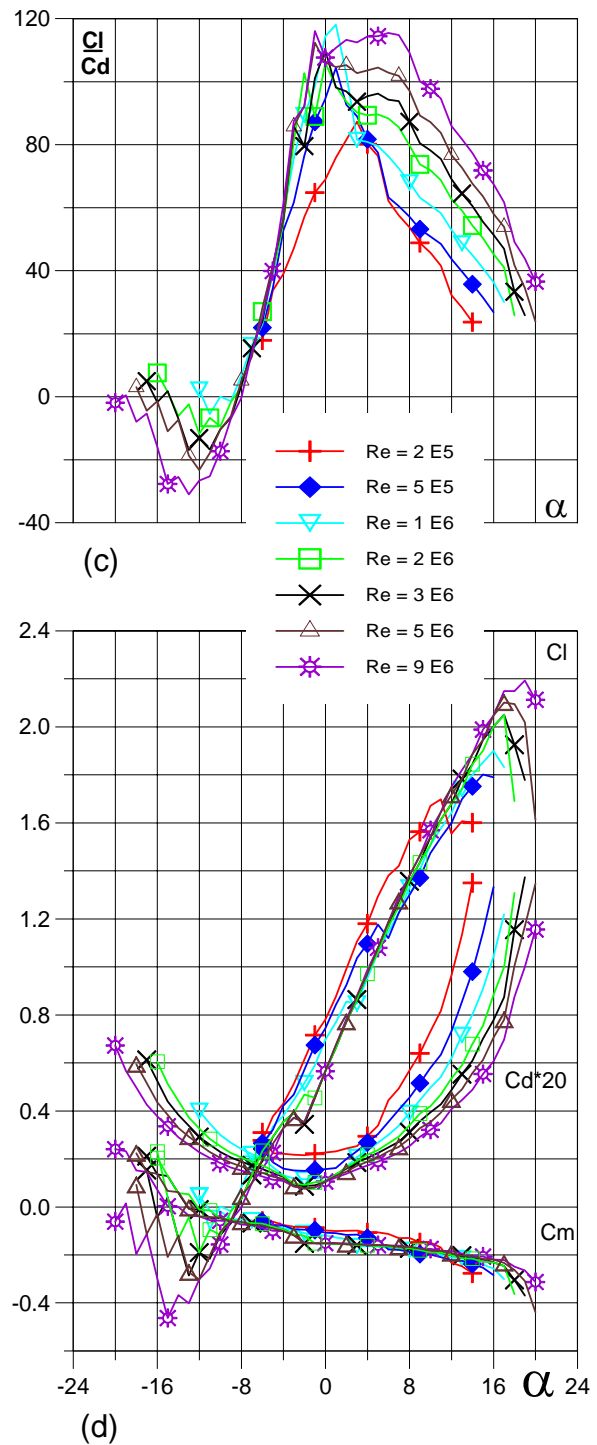 120
Cl
Cd
80
40
0
-40
α
(c)
Re = 2 E5
Re = 5 E5
Re = 1 E6
Re = 2 E6
Re = 3 E6
Re = 5 E6
Re = 9 E6
2.4
Cl
2.0
1.6
1.2
0.8
Cd*20
0.4
0.0
Cm
-0.4
-24 -16 -8 0 8 16 α 24
(d)